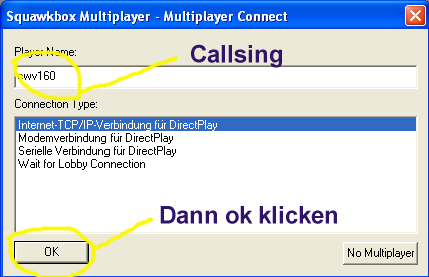 Squawkbox Multiplayer - Multiplayer Connect
Player Name:
Callsing
swv160
Connection Type:
Internet-TCP/IP-Verbindung für DirectPlay
Modemverbindung für DirectPlay
Serielle Verbindung für DirectPlay
Wait for Lobby Connection
Dann ok klicken
OK
No Multiplayer